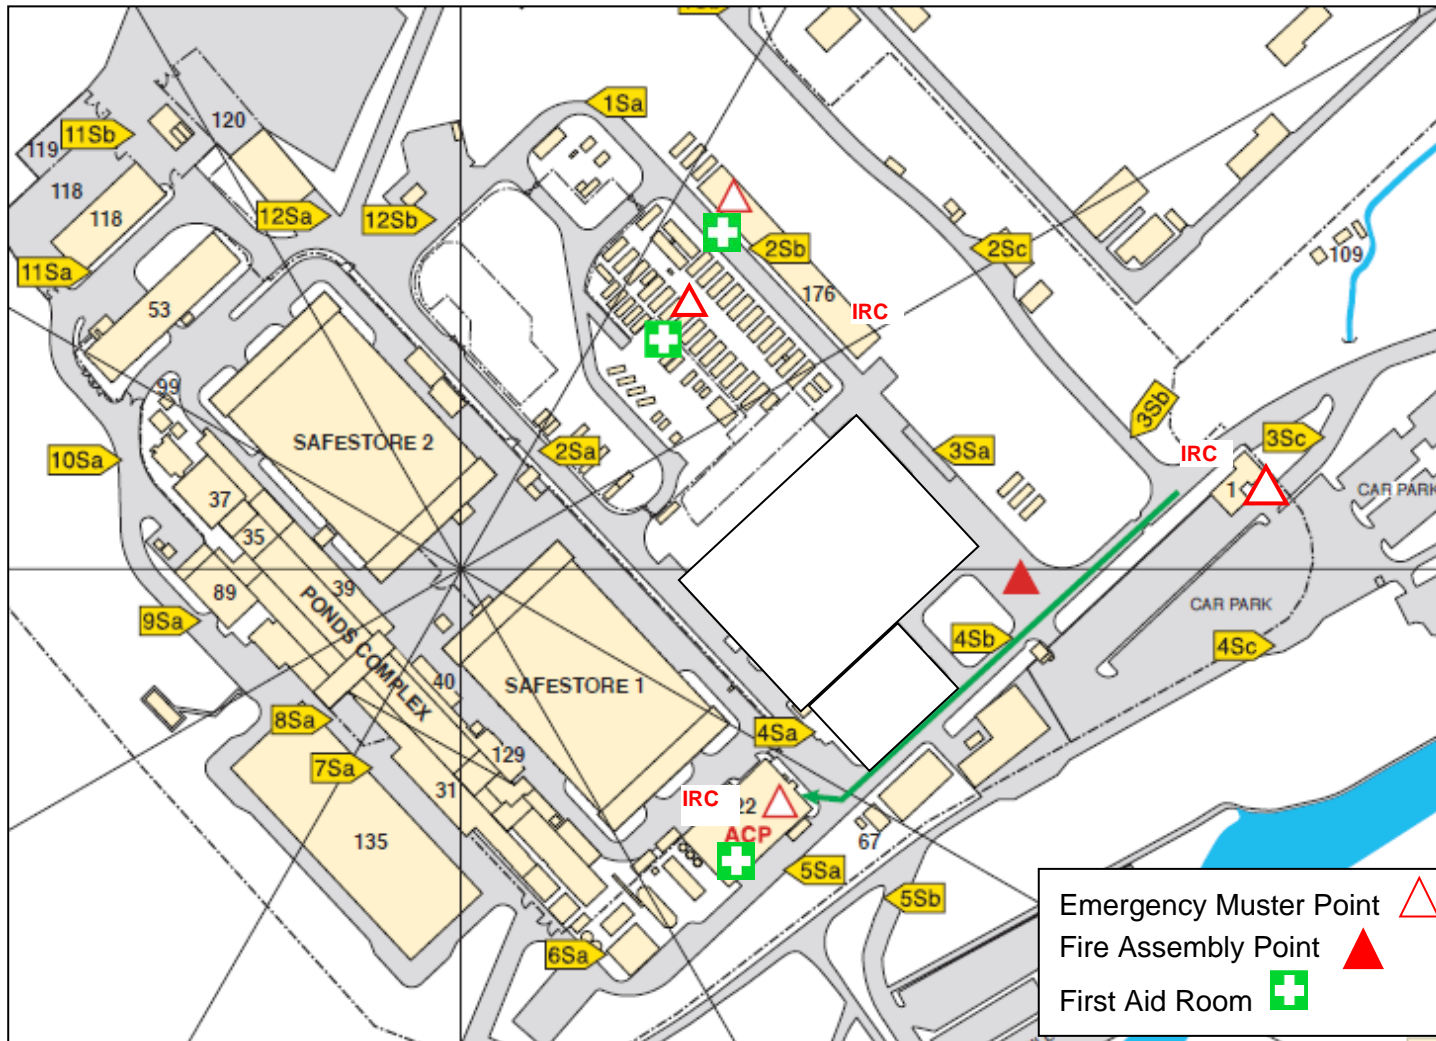 1Sa
120
11Sb
119
118
118
12Sa
12Sb
2Sb
2Sc
109
11Sa
53
176
IRC
99
3Sb
3Sc
SAFESTORE 2
2Sa
3Sa
IRC
10Sa
1
CAR PARK
37
35
39
89
PONDS COMPLEX
CAR PARK
9Sa
4Sb
4Sc
40
SAFESTORE 1
8Sa
4Sa
129
7Sa
31
IRC
22
ACP
135
67
5Sa
5Sb
6Sa
Emergency Muster Point
Fire Assembly Point
First Aid Room